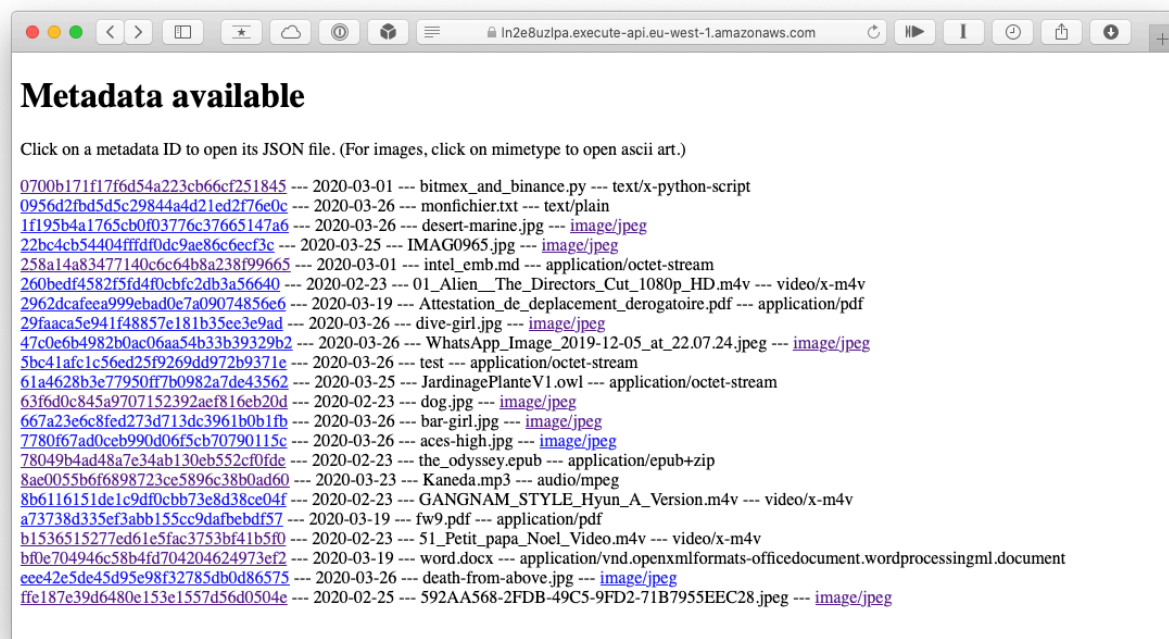 ln2e8uzlpa.execute-api.eu-west-1.amazonaws.com
Metadata available
Click on a metadata ID to open its JSON file. (For images, click on mimetype to open ascii art.)
0700b171f17f6d54a223cb66cf251845 --- 2020-03-01 --- bitmex_and_binance.py --- text/x-python-script
0956d2fbd5d5c29844a4d21ed2f76e0c --- 2020-03-26 --- monfichier.txt --- text/plain
1f195b4a1765cb0f03776c37665147a6 --- 2020-03-26 --- desert-marine.jpg --- image/jpeg
22bc4cb54404fffdf0dc9ae86c6ecf3c --- 2020-03-25 --- IMAG0965.jpg --- image/jpeg
258a14a83477140c6c64b8a238f99665 --- 2020-03-01 --- intel_emb.md --- application/octet-stream
260bedf4582f5fd4f0cbfc2db3a56640 --- 2020-02-23 --- 01_Alien__The_Directors_Cut_1080p_HD.m4v --- video/x-m4v
2962dcafeea999ebad0e7a09074856e6 --- 2020-03-19 --- Attestation_de_deplacement_derogatoire.pdf --- application/pdf
29faaca5e941f48857e181b35ee3e9ad --- 2020-03-26 --- dive-girl.jpg --- image/jpeg
47c0e6b4982b0ac06aa54b33b39329b2 --- 2020-03-26 --- WhatsApp_Image_2019-12-05_at_22.07.24.jpeg --- image/jpeg
5bc41afc1c56ed25f9269dd972b9371e --- 2020-03-26 --- test --- application/octet-stream
61a4628b3e77950ff7b0982a7de43562 --- 2020-03-25 --- JardinagePlanteV1.owl --- application/octet-stream
63f6d0c845a9707152392aef816eb20d --- 2020-02-23 --- dog.jpg --- image/jpeg
667a23e6c8fed273d713dc3961b0b1fb --- 2020-03-26 --- bar-girl.jpg --- image/jpeg
7780f67ad0ceb990d06f5cb70790115c --- 2020-03-26 --- aces-high.jpg --- image/jpeg
78049b4ad48a7e34ab130eb552cf0fde --- 2020-02-23 --- the_odyssey.epub --- application/epub+zip
8ae0055b6f6898723ce5896c38b0ad60 --- 2020-03-23 --- Kaneda.mp3 --- audio/mpeg
8b6116151de1c9df0cbb73e8d38ce04f --- 2020-02-23 --- GANGNAM_STYLE_Hyun_A_Version.m4v --- video/x-m4v
a73738d335ef3abb155cc9dafbebdf57 --- 2020-03-19 --- fw9.pdf --- application/pdf
b1536515277ed61e5fac3753bf41b5f0 --- 2020-02-23 --- 51_Petit_papa_Noel_Video.m4v --- video/x-m4v
bf0e704946c58b4fd704204624973ef2 --- 2020-03-19 --- word.docx --- application/vnd.openxmlformats-officedocument.wordprocessingml.document
eee42e5de45d95e98f32785db0d86575 --- 2020-03-26 --- death-from-above.jpg --- image/jpeg
ffe187e39d6480e153e1557d56d0504e --- 2020-02-25 --- 592AA568-2FDB-49C5-9FD2-71B7955EEC28.jpeg --- image/jpeg